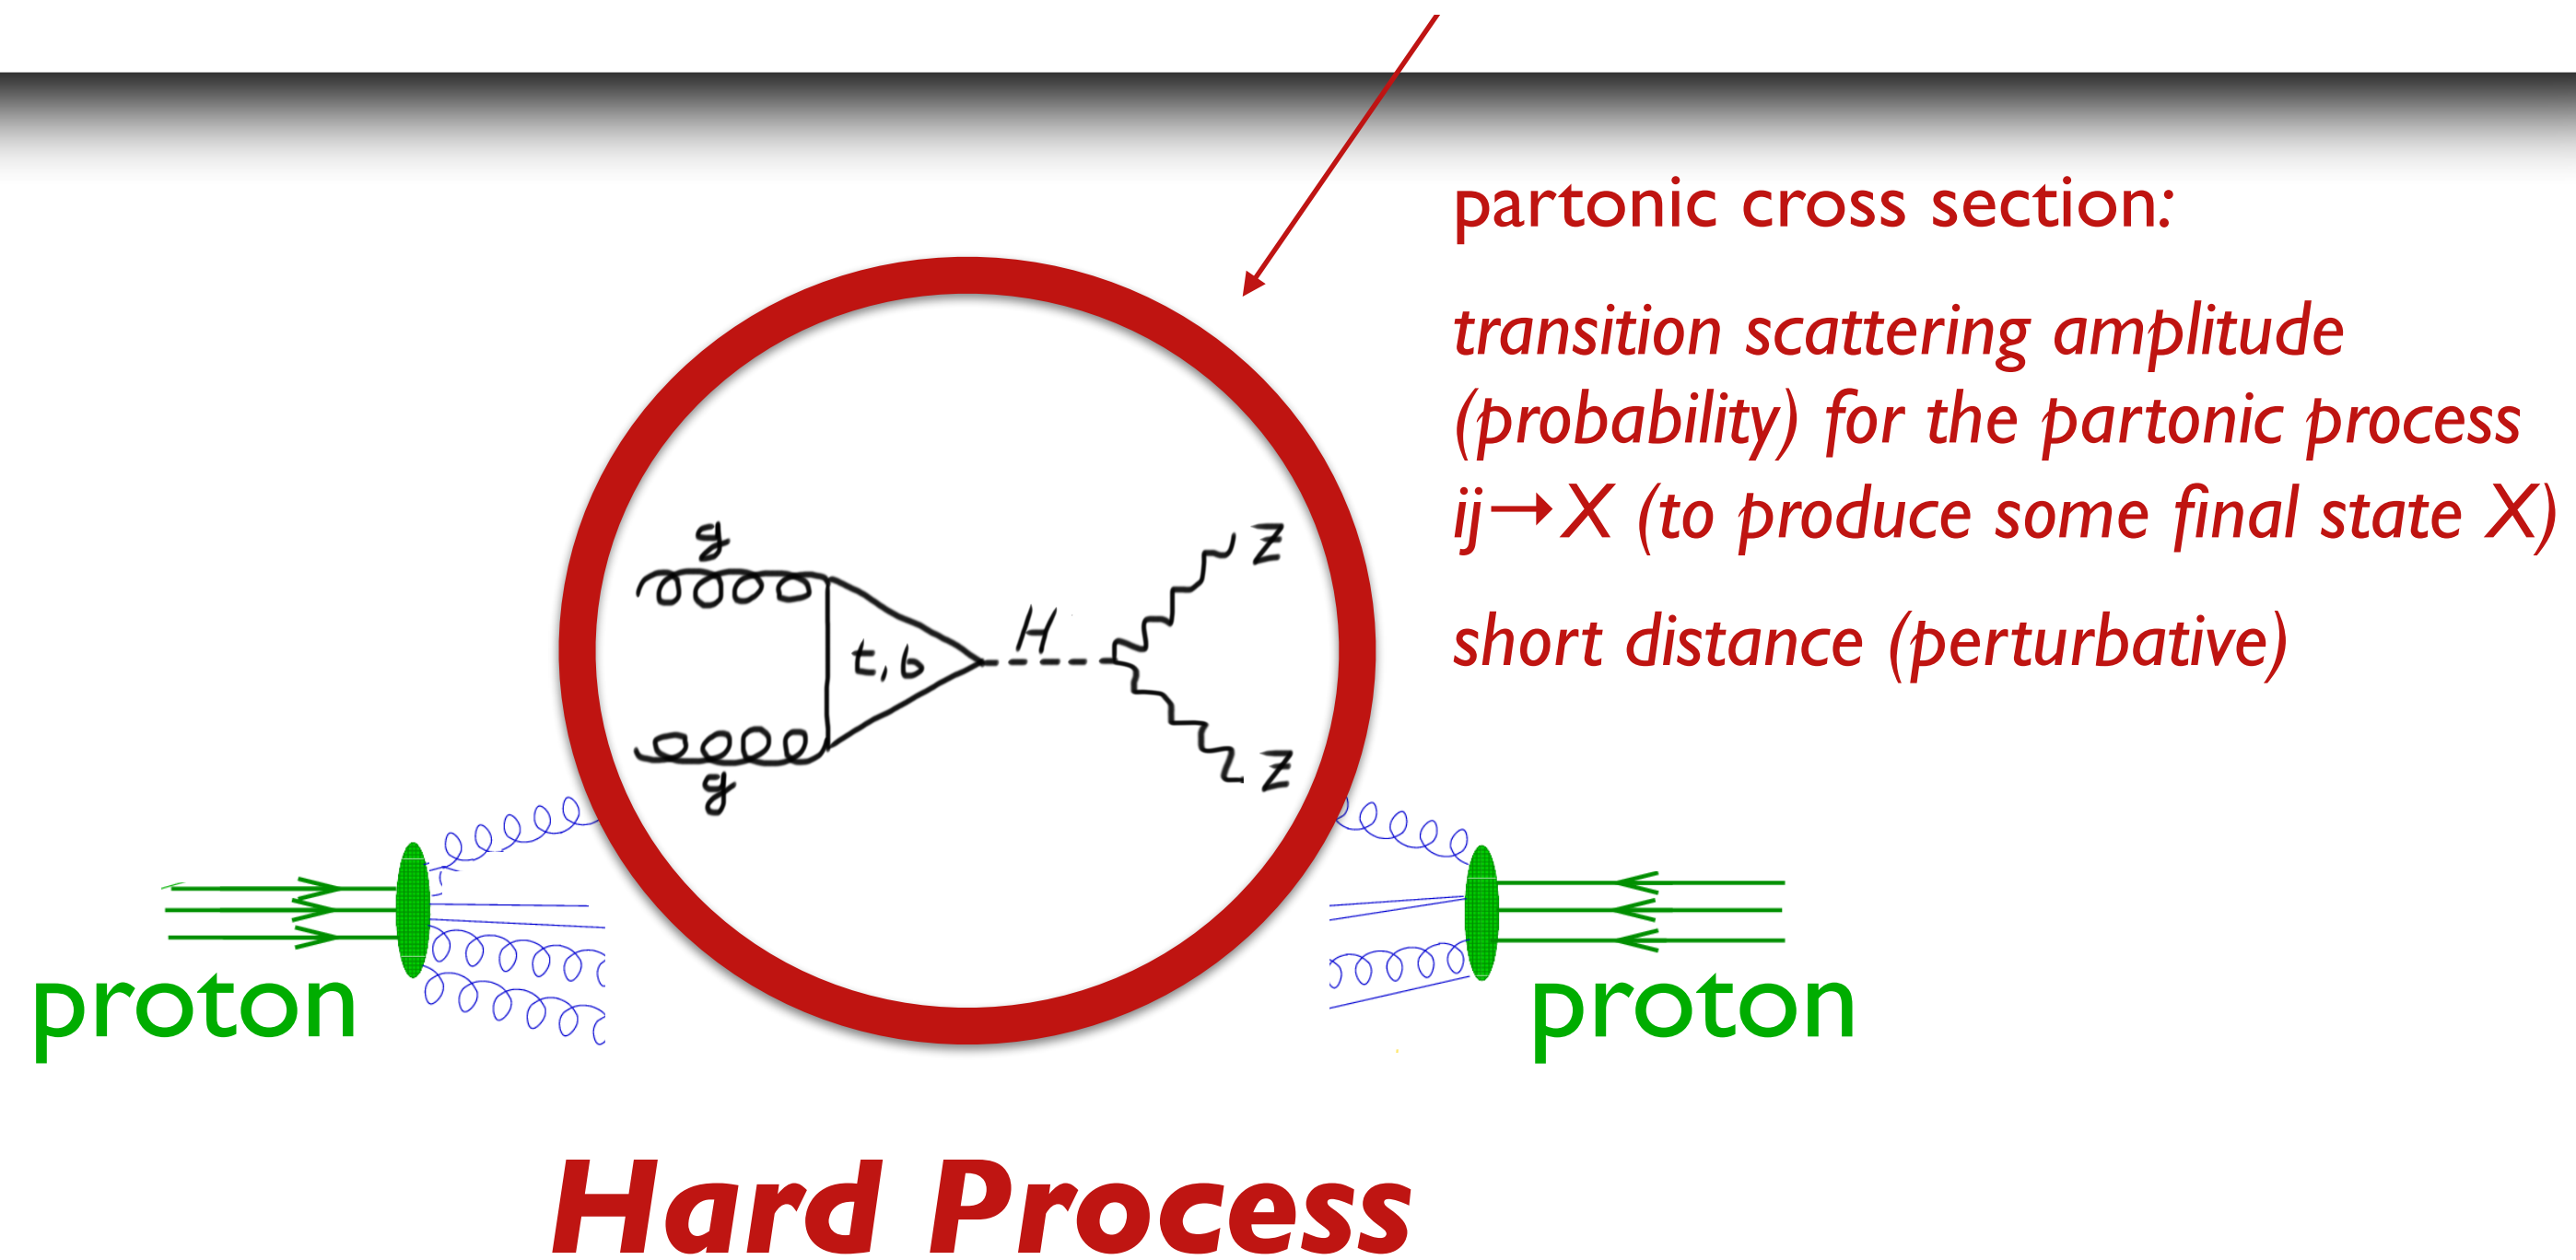 partonic cross section:
transition scattering amplitude
(probability) for the partonic process
ij→X (to produce some final state X)
short distance (perturbative)
g
t, b
H
Z
g
Z
proton
proton
Hard Process